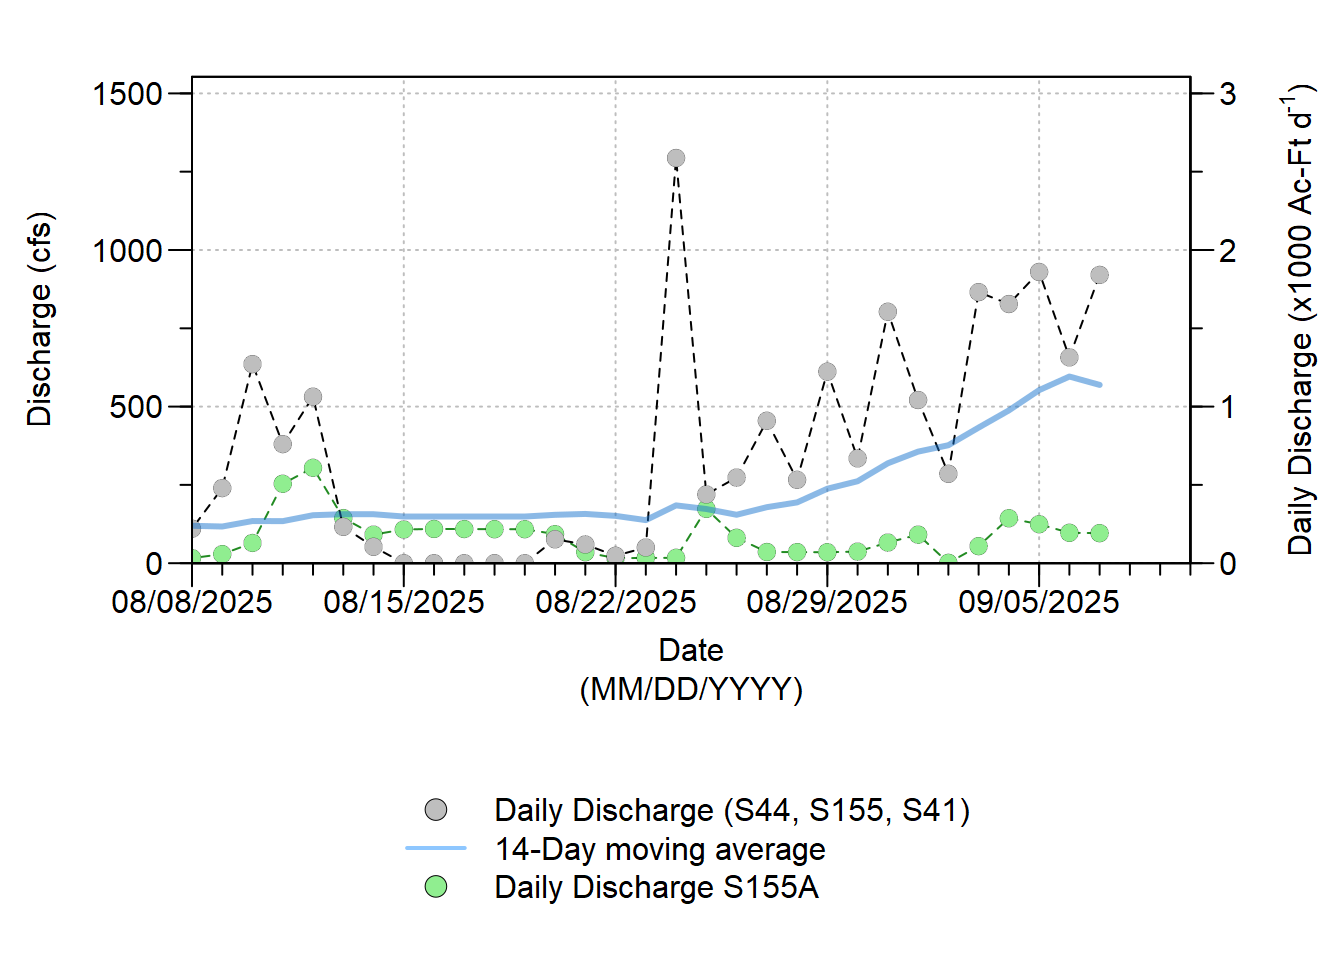 1500
1000
500
0
3
2
1
0
Discharge (cfs)
Daily Discharge (x1000 Ac-Ft d⁻¹)
08/08/2025
08/15/2025
08/22/2025
08/29/2025
09/05/2025
Date
(MM/DD/YYYY)
Daily Discharge (S44, S155, S41)
14-Day moving average
Daily Discharge S155A